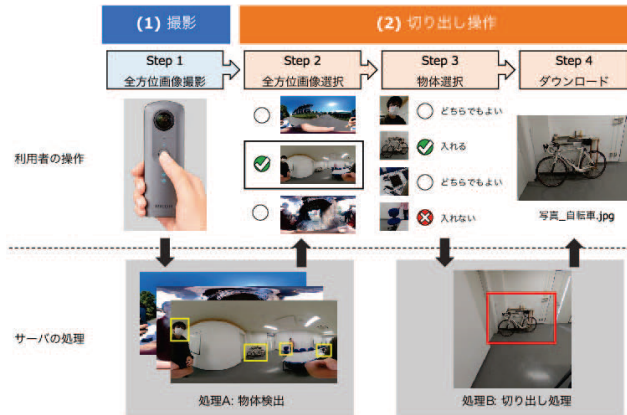 (1) 撮影
(2) 切り出し操作
Step 1
全方位画像撮影
Step 2
全方位画像選択
Step 3
物体選択
Step 4
ダウンロード
利用者の操作
どちらでもよい
入れる
どちらでもよい
入れない
写真_自転車.jpg
サーバの処理
処理A: 物体検出
処理B: 切り出し処理